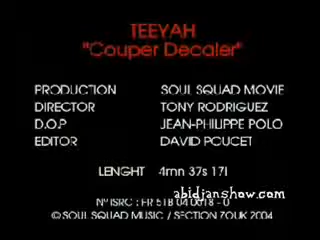 TEEYAH
"Couper Decaler"
PRODUCTION SOUL SQUAD MOVIE
DIRECTOR TONY RODRIGUEZ
D.O.P JEAN-PHILIPPE POLO
EDITOR DAVID POUCET
LENGHT 4mn 37s 17i
abidjanshow.com
N° ISRC : FR 51B 04 0018 - 0
© SOUL SQUAD MUSIC / SECTION ZOUK 2004